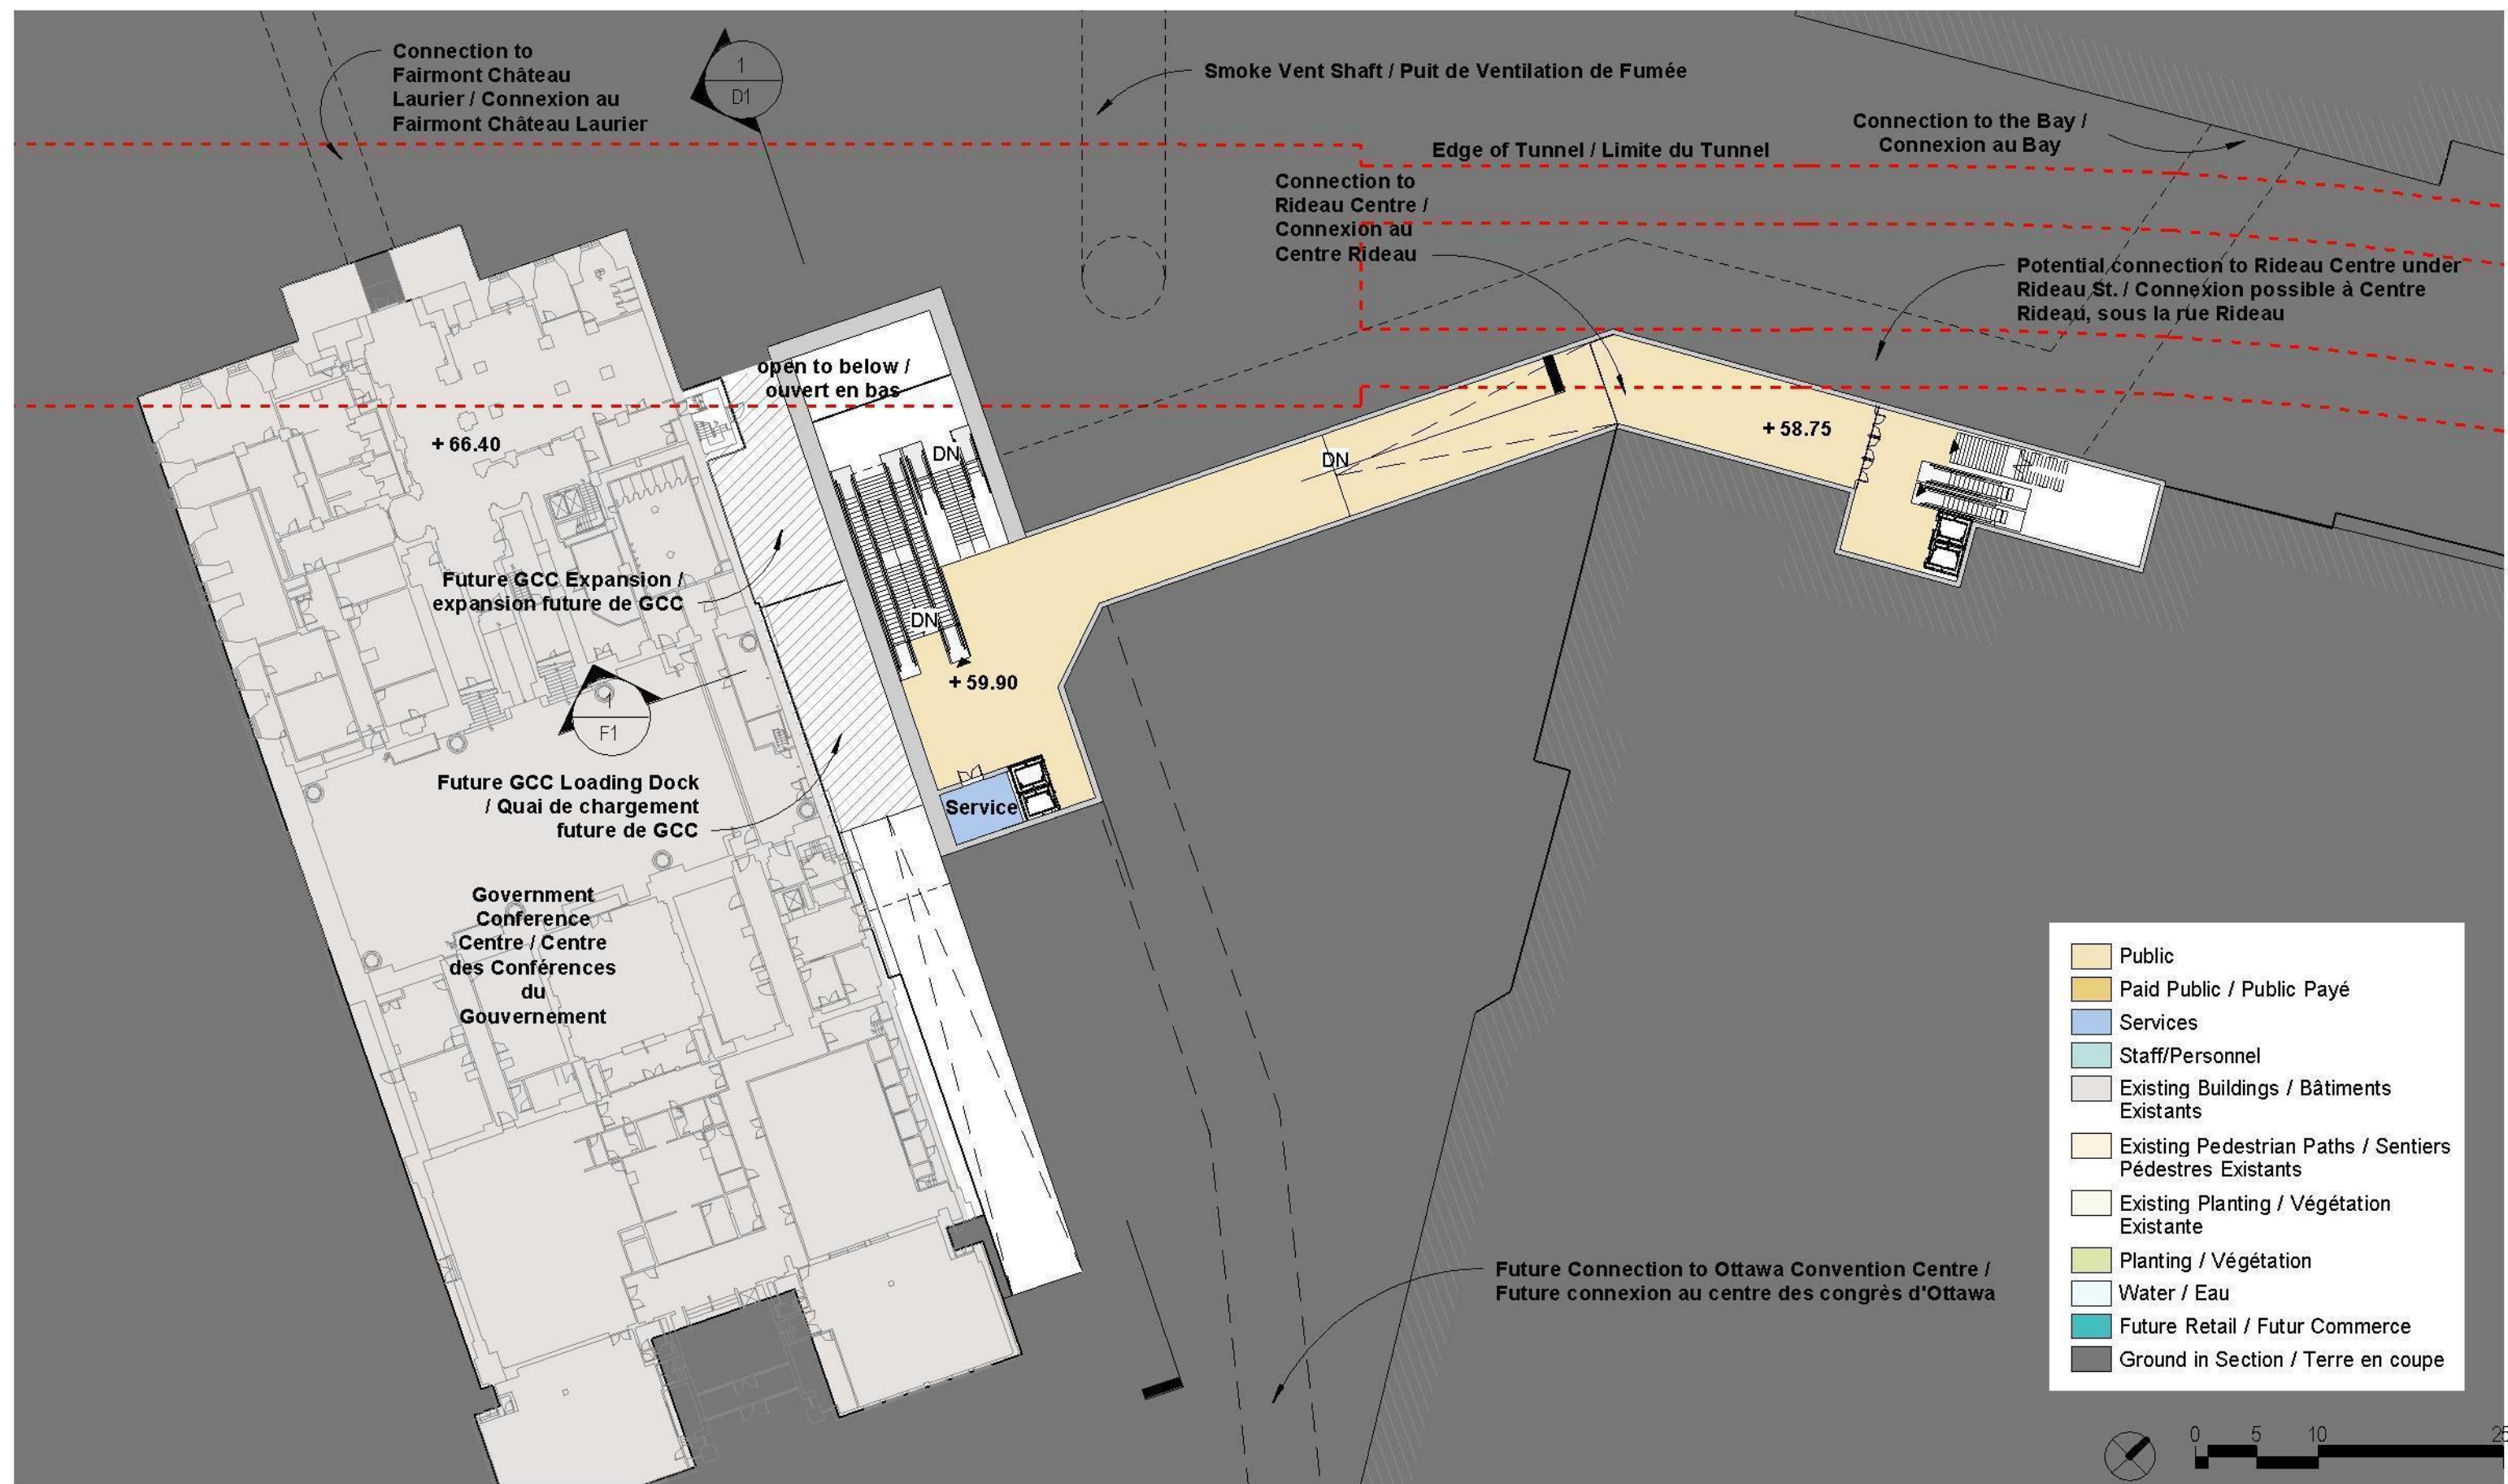 Connection to
Fairmont Château
Laurier / Connexion au
Fairmont Château Laurier
1
D1
Smoke Vent Shaft / Puit de Ventilation de Fumée
Connection to the Bay /
Connexion au Bay
Edge of Tunnel / Limite du Tunnel
Connection to
Rideau Centre /
Connexion au
Centre Rideau
Potential connection to Rideau Centre under
Rideau St. / Connexion possible à Centre
Rideau, sous la rue Rideau
open to below /
ouvert en bas
+ 66.40
DN
DN
+ 58.75
Future GCC Expansion /
expansion future de GCC
DN
+ 59.90
1
F1
Future GCC Loading Dock
/ Quai de chargement
future de GCC
Service
Government
Conference
Centre / Centre
des Conférences
du
Gouvernement
Future Connection to Ottawa Convention Centre /
Future connexion au centre des congrès d'Ottawa
Public
Paid Public / Public Payé
Services
Staff/Personnel
Existing Buildings / Bâtiments
Existants
Existing Pedestrian Paths / Sentiers
Pédestres Existants
Existing Planting / Végétation
Existante
Planting / Végétation
Water / Eau
Future Retail / Futur Commerce
Ground in Section / Terre en coupe
0 5 10 25